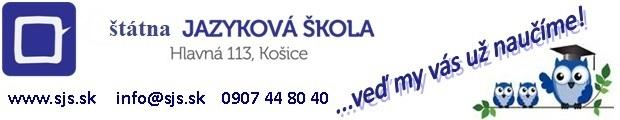 štátna JAZYKOVÁ ŠKOLA
Hlavná 113, Košice
www.sjs.sk info@sjs.sk 0907 44 80 40
...veď my vás už naučíme!